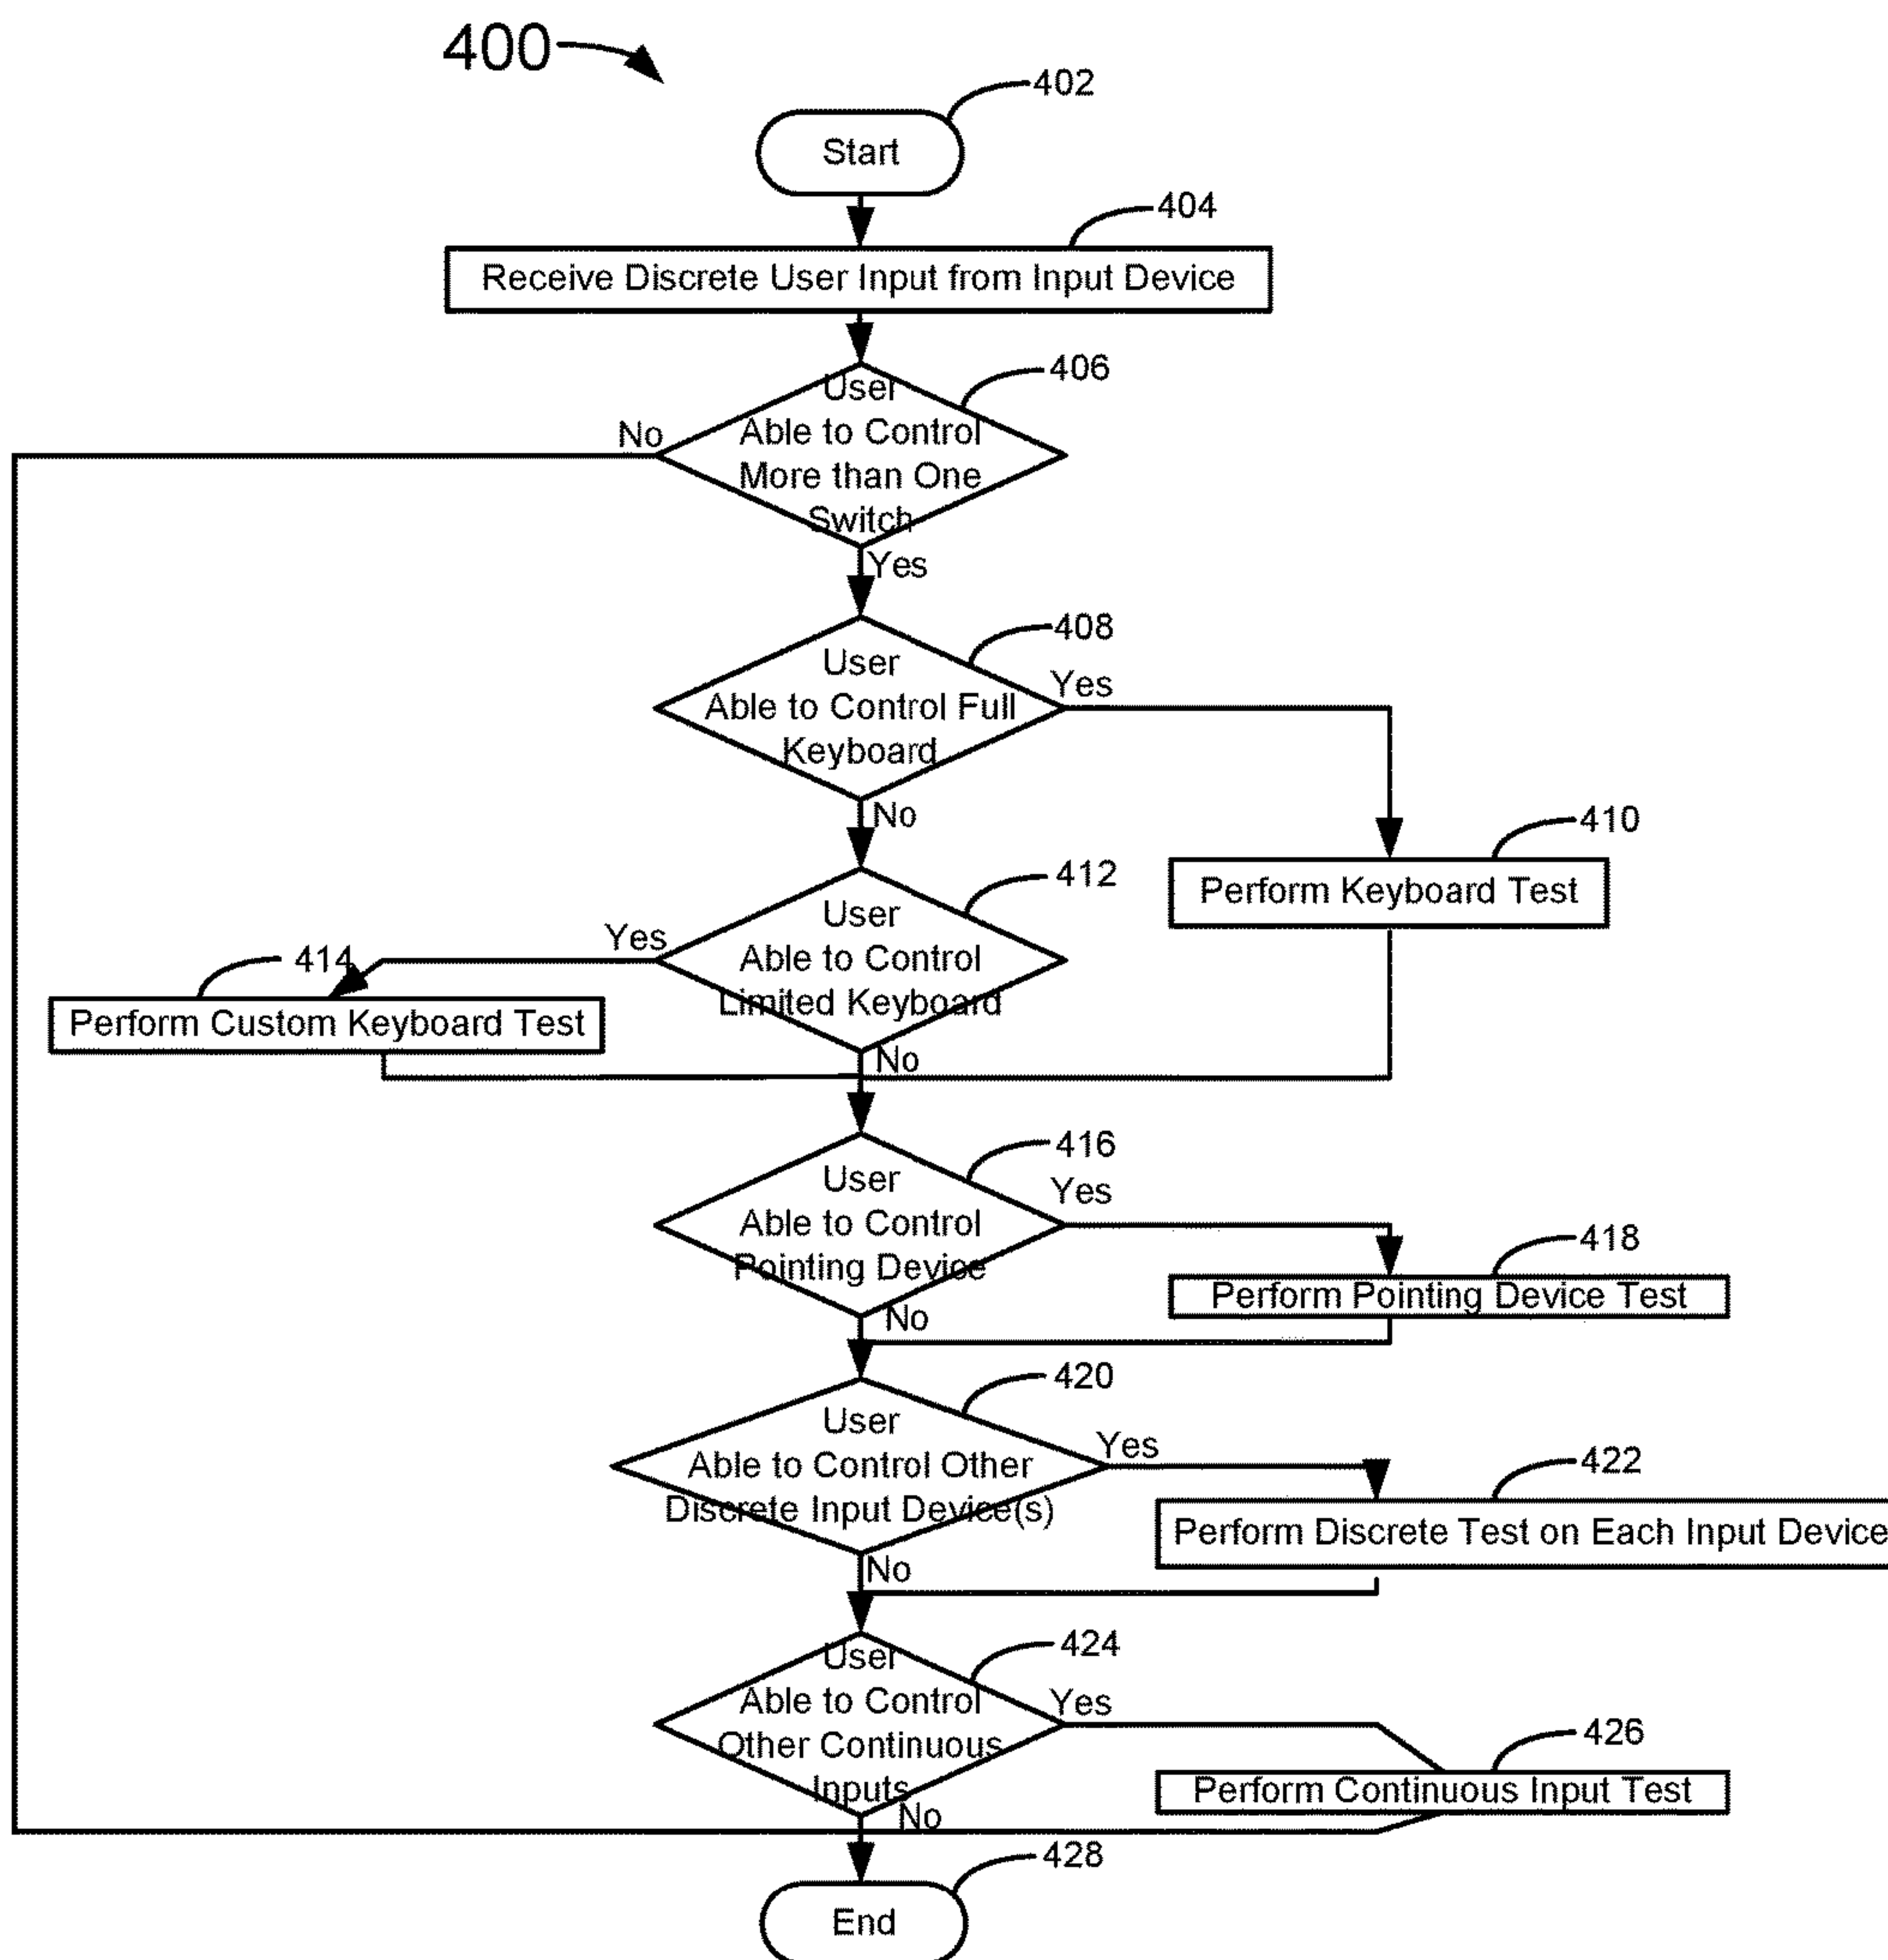 400
402
Start
404
Receive Discrete User Input from Input Device
406
User
Able to Control
More than One
Switch
No
Yes
408
User
Able to Control Full
Keyboard
Yes
No
410
Perform Keyboard Test
412
User
Able to Control
Limited Keyboard
Yes
414
Perform Custom Keyboard Test
No
416
User
Able to Control
Pointing Device
Yes
418
Perform Pointing Device Test
No
420
User
Able to Control Other
Discrete Input Device(s)
Yes
422
Perform Discrete Test on Each Input Device
No
424
User
Able to Control
Other Continuous
Inputs
Yes
426
Perform Continuous Input Test
No
428
End